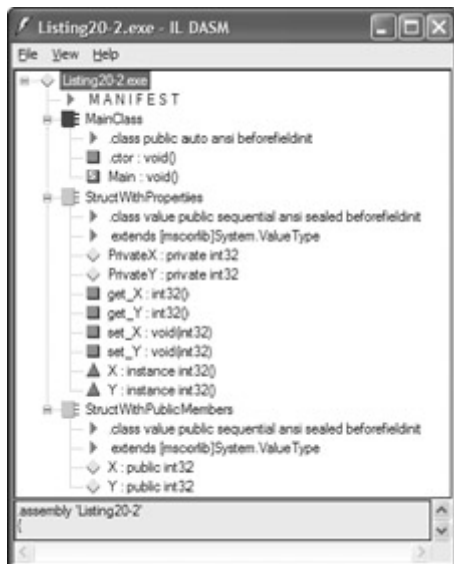 Listing20-2.exe - IL DASM
File View Help
Listing20-2.exe
MANIFEST
MainClass
.class public auto ansi beforefieldinit
.ctor : void()
Main : void()
StructWithProperties
.class value public sequential ansi sealed beforefieldinit
extends [mscorlib]System.ValueType
PrivateX : private int32
PrivateY : private int32
get_X : int32()
get_Y : int32()
set_X : void(int32)
set_Y : void(int32)
X : instance int32()
Y : instance int32()
StructWithPublicMembers
.class value public sequential ansi sealed beforefieldinit
extends [mscorlib]System.ValueType
X : public int32
Y : public int32
.assembly 'Listing20-2'
{